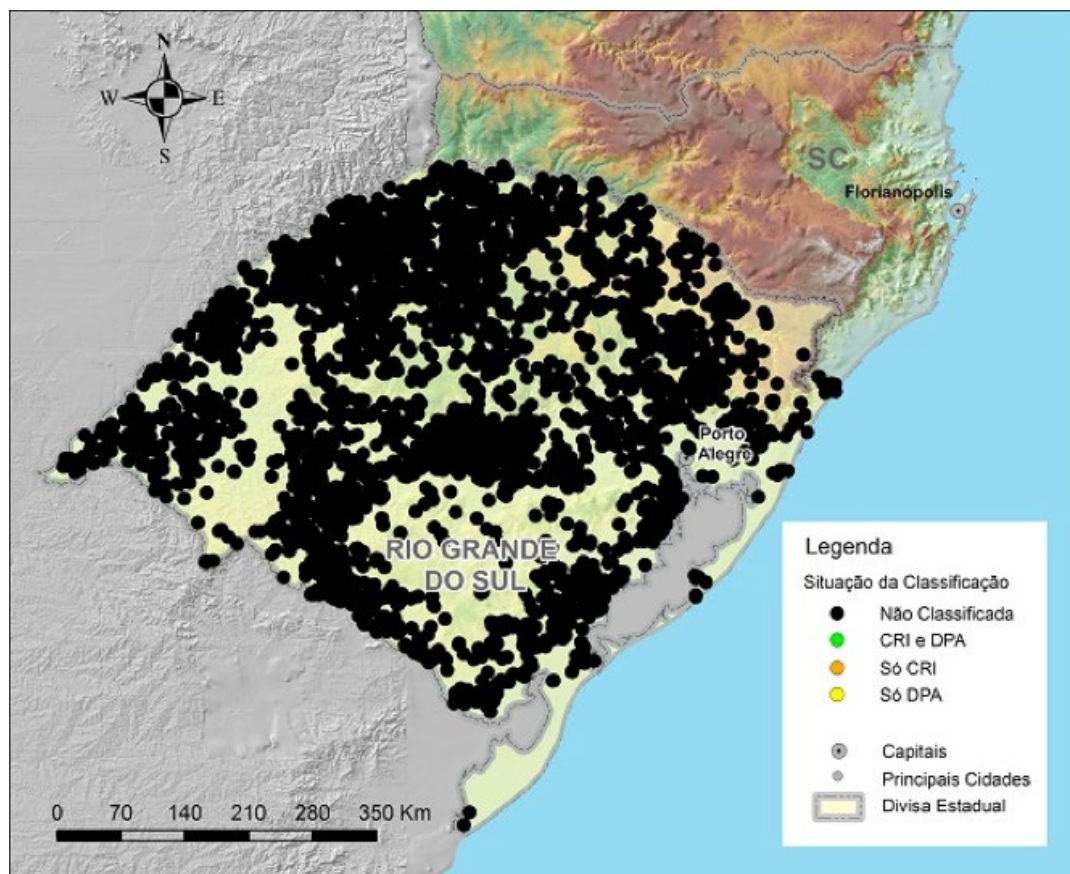 N
W E
S
SC
Florianópolis
Porto
Alegre
RIO GRANDE
DO SUL
Legenda
Situação da Classificação
Não Classificada
CRI e DPA
Só CRI
Só DPA
Capitais
Principais Cidades
Divisa Estadual
0 70 140 210 280 350 Km